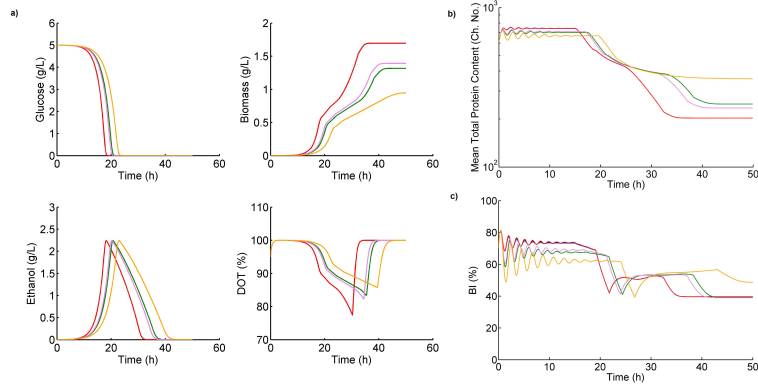 a)
Glucose (g/L)
6
5
4
3
2
1
0
0 20 40 60
Time (h)
Biomass (g/L)
2
1.5
1
0.5
0
0 20 40 60
Time (h)
Ethanol (g/L)
3
2.5
2
1.5
1
0.5
0
0 20 40 60
Time (h)
DOT (%)
110
100
90
80
70
0 20 40 60
Time (h)
b)
Mean Total Protein Content (Ch. No.)
10³
10²
0 10 20 30 40 50
Time (h)
c)
BI (%)
100
80
60
40
20
0
0 10 20 30 40 50
Time (h)